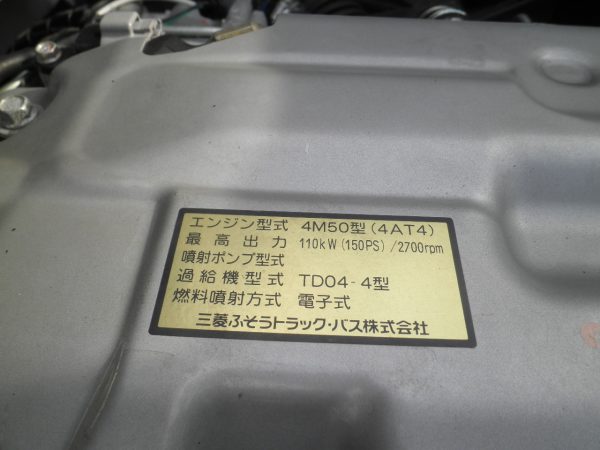 エンジン型式 4M50型(4AT4)
最高出力 110kW(150PS)/2700rpm
噴射ポンプ型式
過給機型式 TD04-4型
燃料噴射方式 電子式
三菱ふそうトラック・バス株式会社